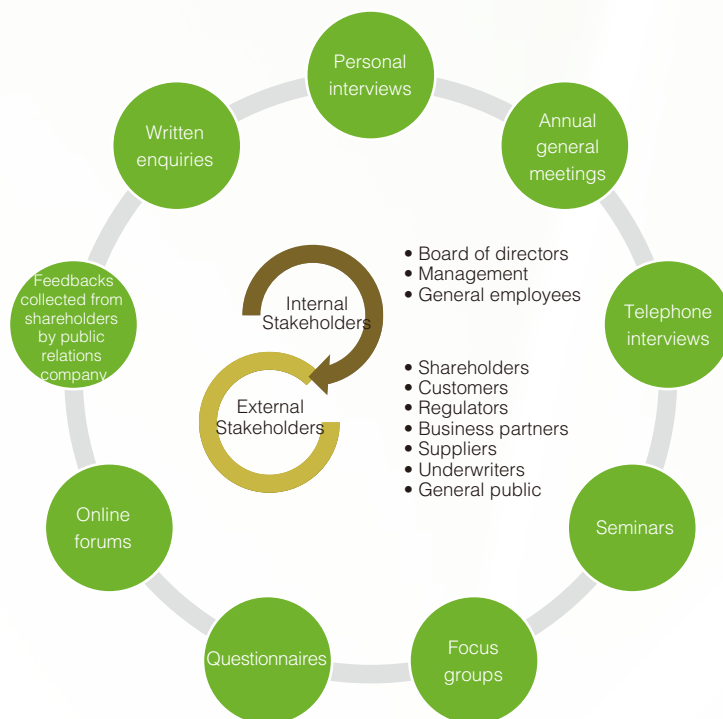 Personal
interviews
Annual
general
meetings
Telephone
interviews
Seminars
Focus
groups
Questionnaires
Online
forums
Feedbacks
collected from
shareholders
by public
relations
company
Written
enquiries
Internal
Stakeholders
• Board of directors
• Management
• General employees
External
Stakeholders
• Shareholders
• Customers
• Regulators
• Business partners
• Suppliers
• Underwriters
• General public